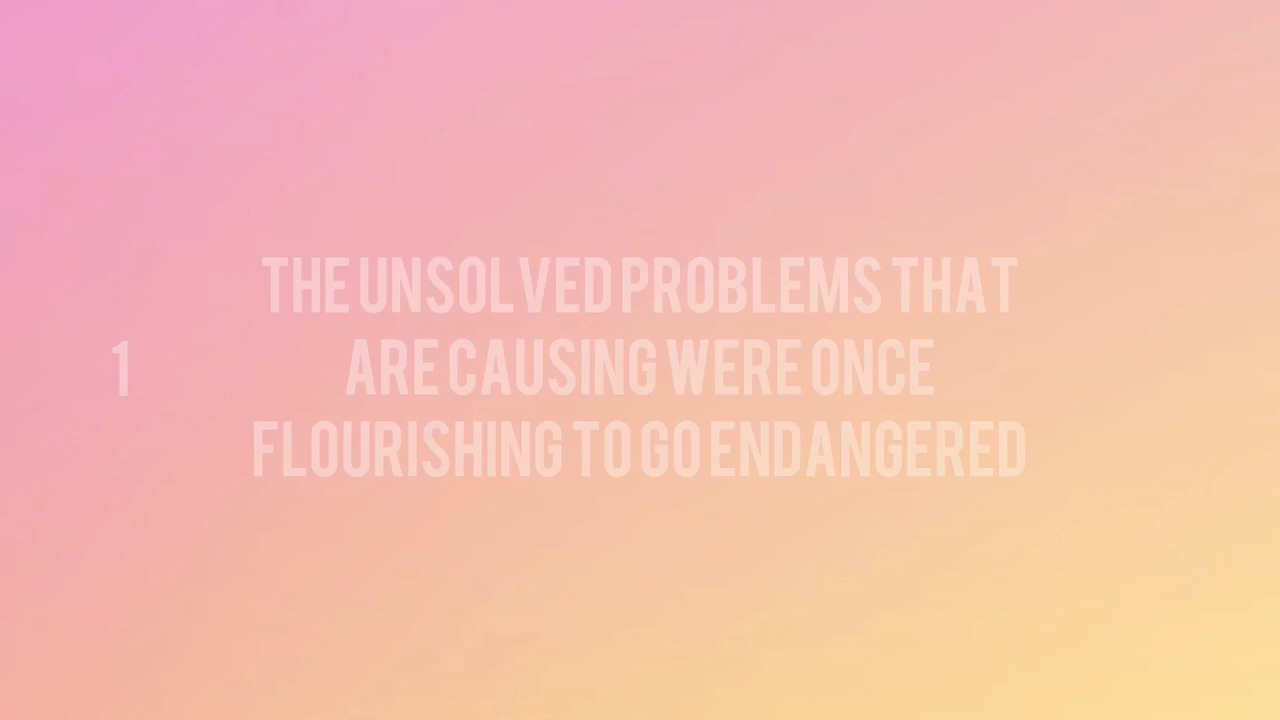 THE UNSOLVED PROBLEMS THAT
1 ARE CAUSING WERE ONCE
FLOURISHING TO GO ENDANGERED